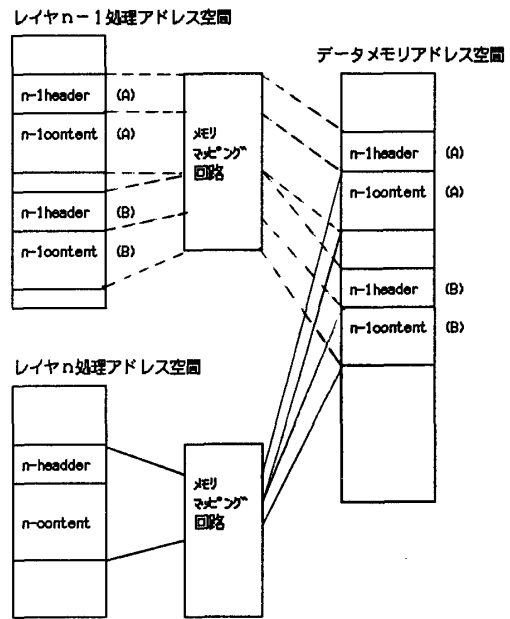 レイヤn-1処理アドレス空間
n-1header (A)
n-1content (A)
n-1header (B)
n-1content (B)
メモリ
マッピング
回路
データメモリアドレス空間
n-1header (A)
n-1content (A)
n-1header (B)
n-1content (B)
レイヤn処理アドレス空間
n-headder
n-content
メモリ
マッピング
回路